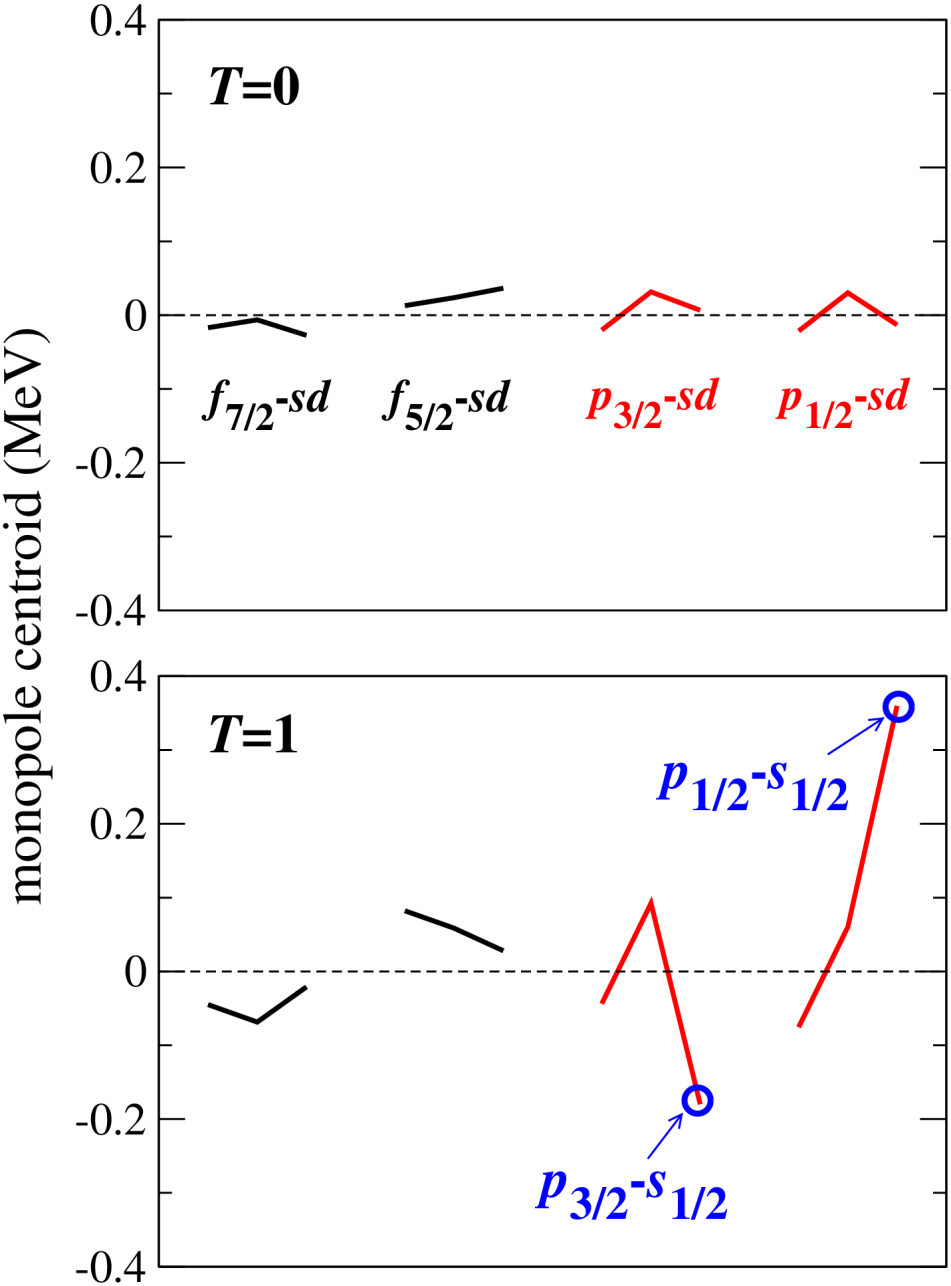 monopole centroid (MeV)
0.4
T=0
0.2
0
f7/2-sd f5/2-sd p3/2-sd p1/2-sd
-0.2
-0.4
0.4
T=1
p1/2-s1/2
0.2
0
-0.2
p3/2-s1/2
-0.4